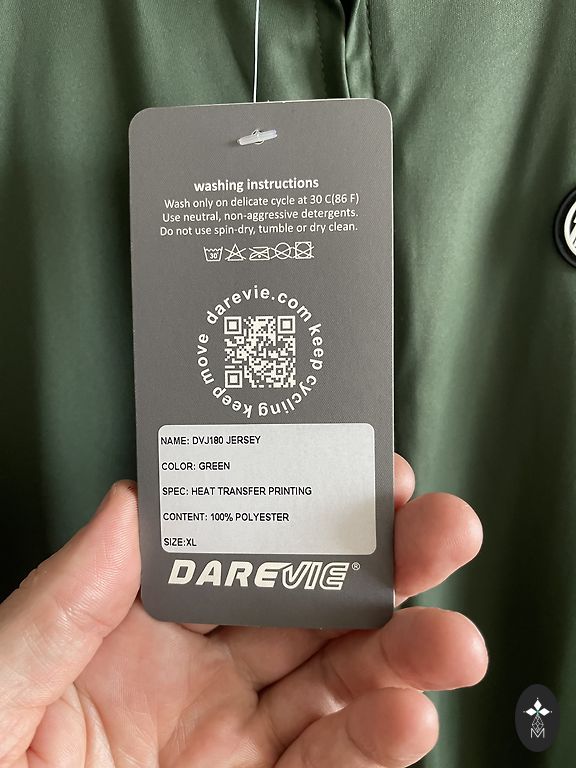 washing instructions
Wash only on delicate cycle at 30 C(86 F)
Use neutral, non-aggressive detergents.
Do not use spin-dry, tumble or dry clean.
30
darevie.com keep cycling keep move
NAME: DVJ180 JERSEY
COLOR: GREEN
SPEC: HEAT TRANSFER PRINTING
CONTENT: 100% POLYESTER
SIZE:XL
DAREVIE®
M